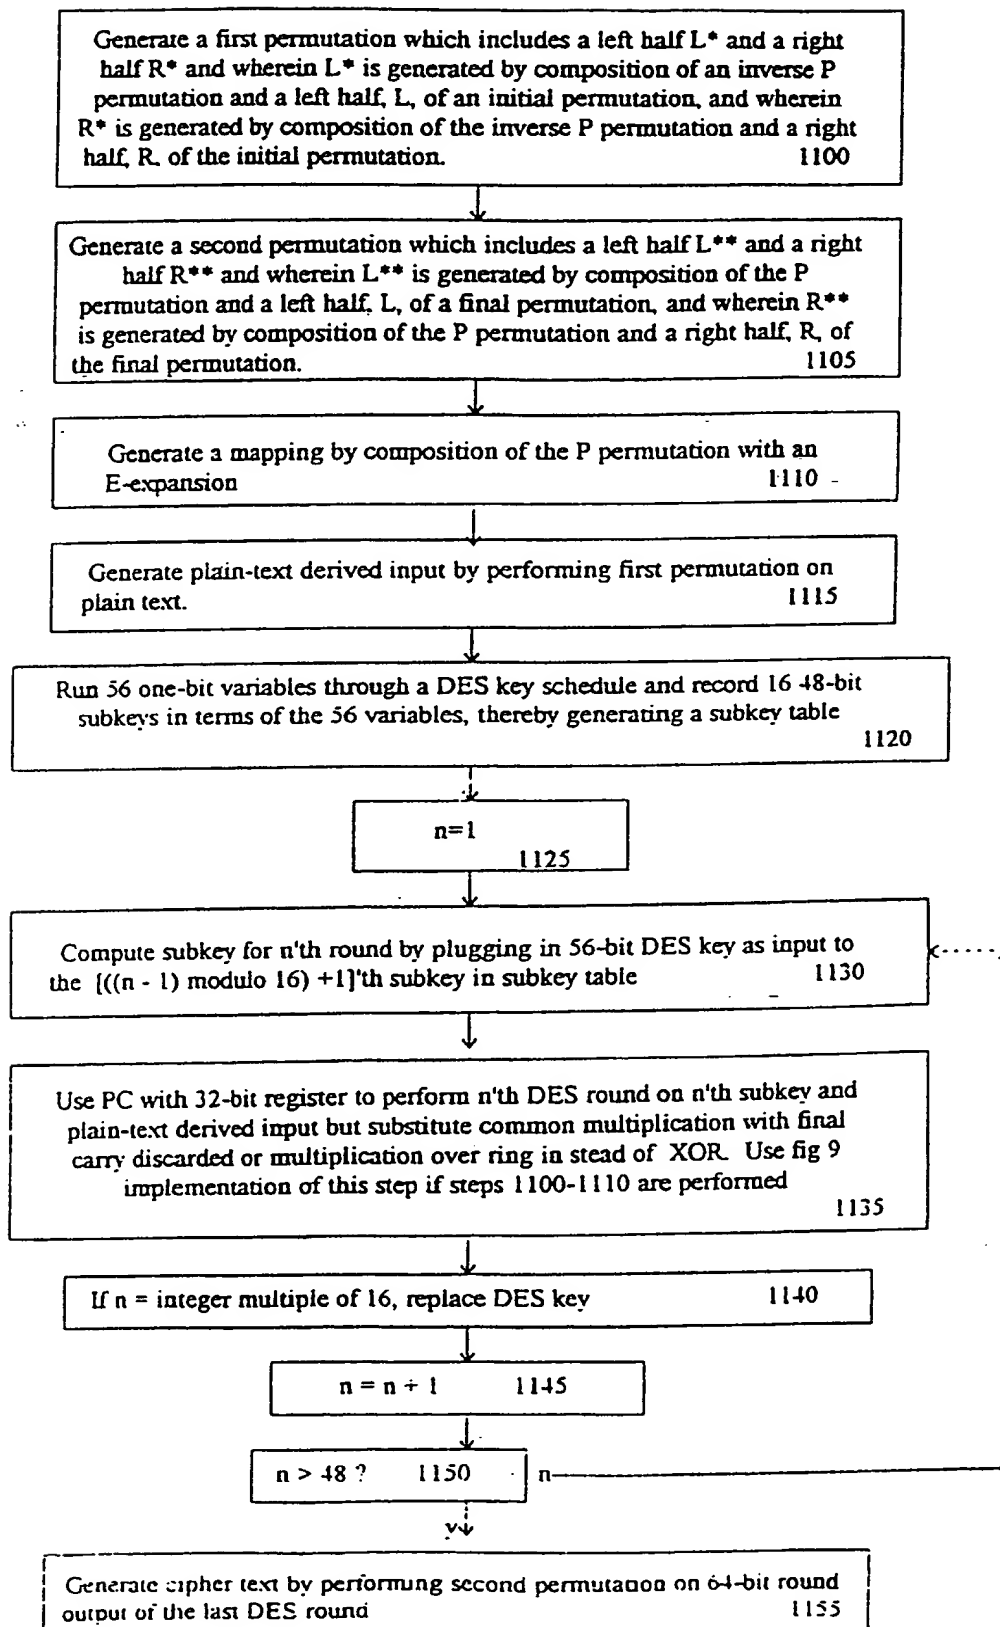 Generate a first permutation which includes a left half L* and a right
half R* and wherein L* is generated by composition of an inverse P
permutation and a left half, L, of an initial permutation, and wherein
R* is generated by composition of the inverse P permutation and a right
half, R, of the initial permutation. 1100
Generate a second permutation which includes a left half L** and a right
half R** and wherein L** is generated by composition of the P
permutation and a left half, L, of a final permutation, and wherein R**
is generated by composition of the P permutation and a right half, R, of
the final permutation. 1105
Generate a mapping by composition of the P permutation with an
E-expansion 1110
Generate plain-text derived input by performing first permutation on
plain text. 1115
Run 56 one-bit variables through a DES key schedule and record 16 48-bit
subkeys in terms of the 56 variables, thereby generating a subkey table
1120
n=1
1125
Compute subkey for n'th round by plugging in 56-bit DES key as input to
the [((n - 1) modulo 16) +1]'th subkey in subkey table 1130
Use PC with 32-bit register to perform n'th DES round on n'th subkey and
plain-text derived input but substitute common multiplication with final
carry discarded or multiplication over ring in stead of XOR. Use fig 9
implementation of this step if steps 1100-1110 are performed
1135
If n = integer multiple of 16, replace DES key 1140
n = n + 1 1145
n > 48 ? 1150 n
y
Generate cipher text by performing second permutation on 64-bit round
output of the last DES round 1155